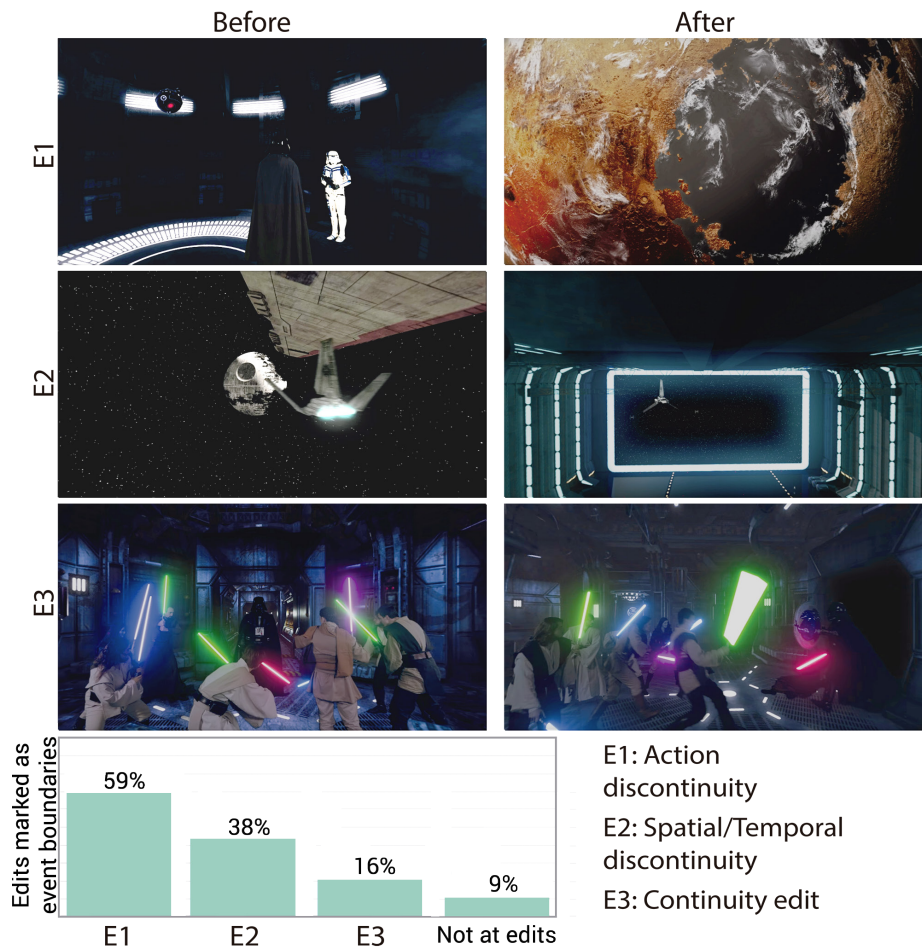 Before
After
E1
E2
E3
Edits marked as
event boundaries
59%
38%
16%
9%
E1
E2
E3
Not at edits
E1: Action
discontinuity
E2: Spatial/Temporal
discontinuity
E3: Continuity edit